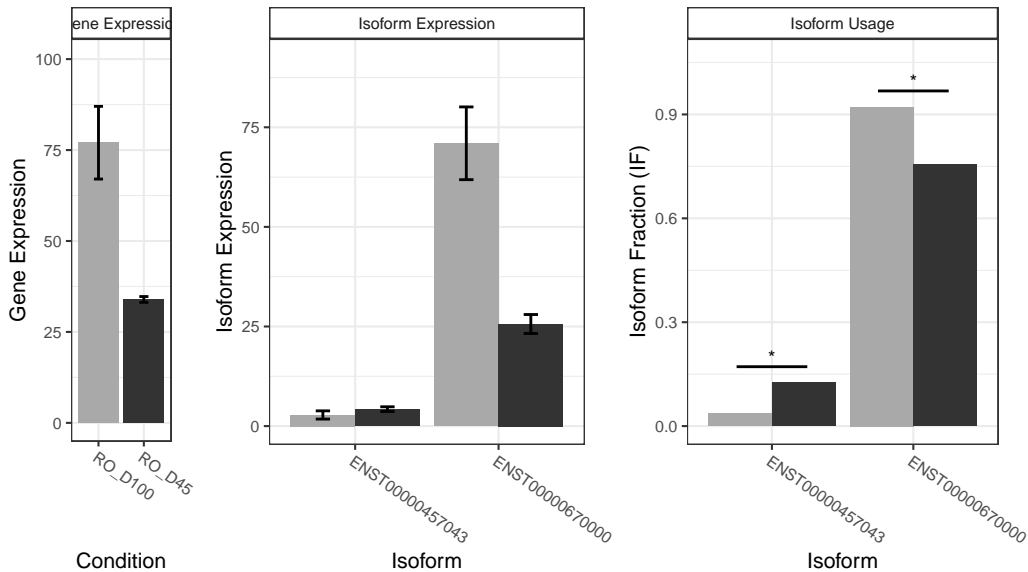 ene Expressio
Gene Expression
100
75
50
25
0
RO_D100
RO_D45
Condition
Isoform Expression
Isoform Expression
75
50
25
0
ENST00000457043
ENST00000670000
Isoform
Isoform Usage
Isoform Fraction (IF)
0.9
0.6
0.3
0.0
*
*
ENST00000457043
ENST00000670000
Isoform